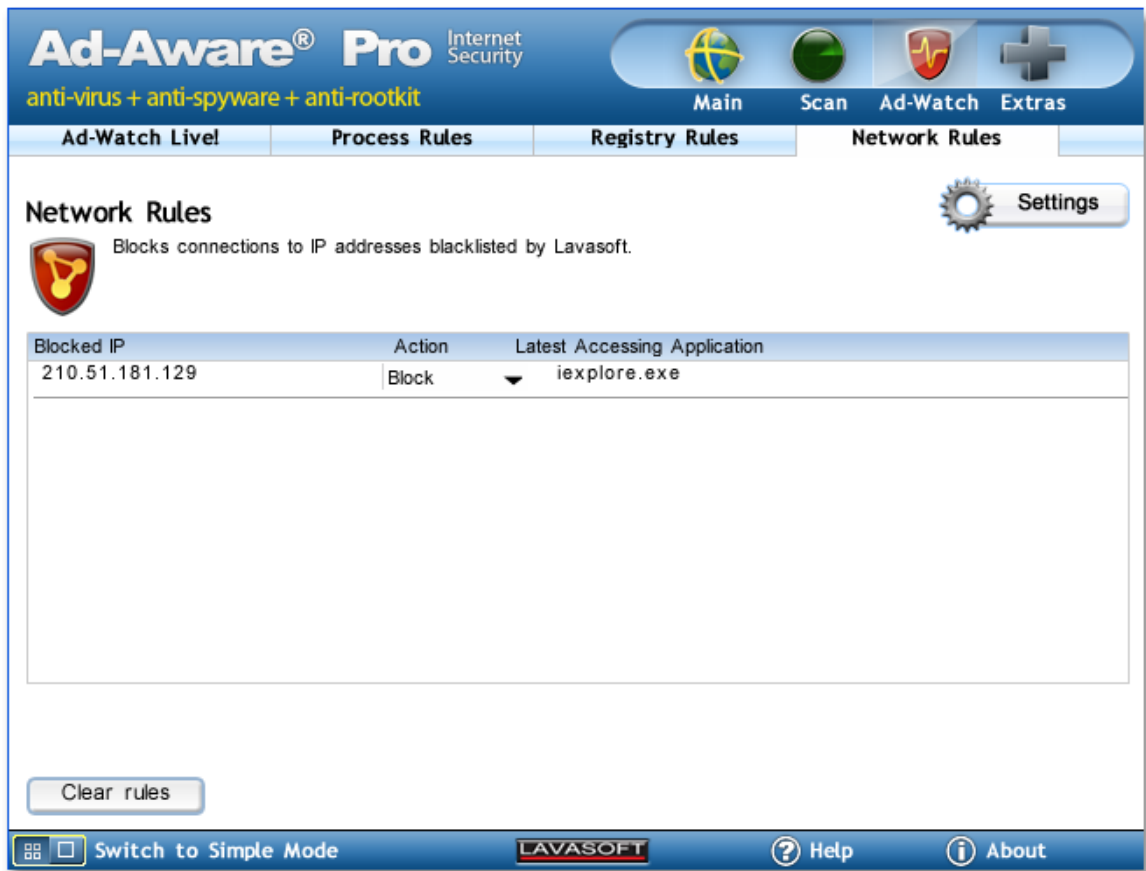 Ad-Aware® Pro Internet Security
anti-virus + anti-spyware + anti-rootkit
Main Scan Ad-Watch Extras
Ad-Watch Live! Process Rules Registry Rules Network Rules
Settings
Network Rules
Blocks connections to IP addresses blacklisted by Lavasoft.
Blocked IP Action Latest Accessing Application
210.51.181.129 Block iexplore.exe
Clear rules
Switch to Simple Mode LAVASOFT ? Help i About